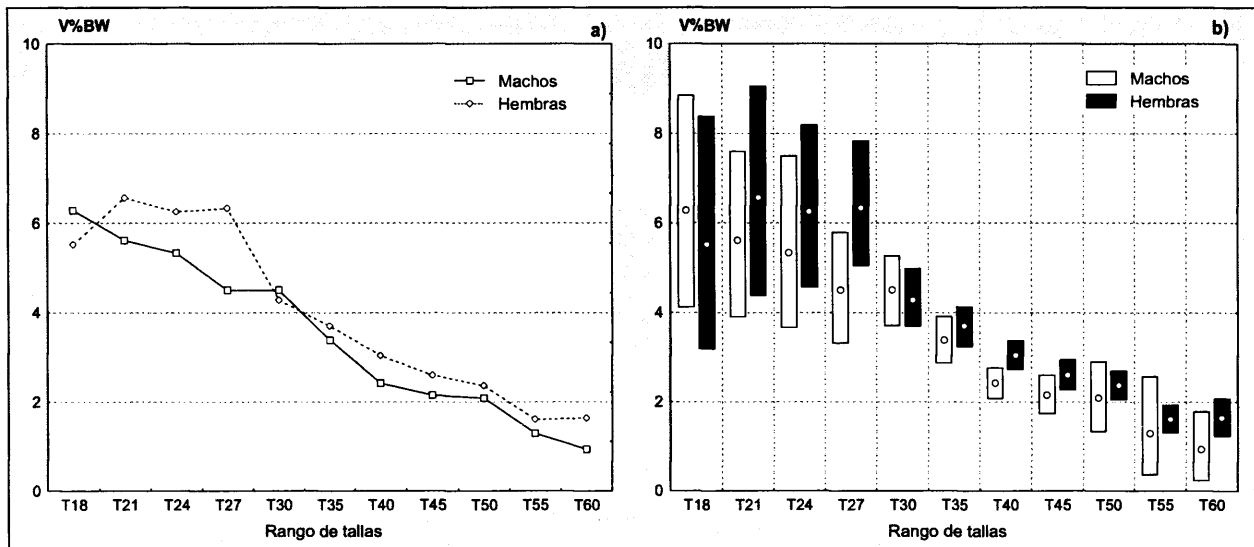 V%BW
a)
10
8
6
4
2
0
Machos
Hembras
T18 T21 T24 T27 T30 T35 T40 T45 T50 T55 T60
Rango de tallas
V%BW
b)
10
8
6
4
2
0
Machos
Hembras
T18 T21 T24 T27 T30 T35 T40 T45 T50 T55 T60
Rango de tallas